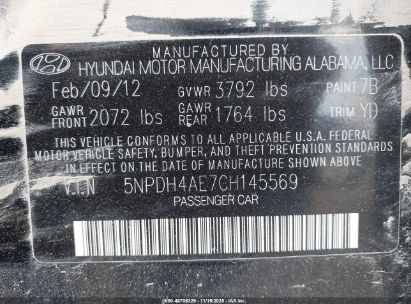 MANUFACTURED BY
HYUNDAI MOTOR MANUFACTURING ALABAMA, LLC
Feb/09/12 GVWR 3792 lbs PAINT 7B
GAWR FRONT 2072 lbs GAWR REAR 1764 lbs TRIM YD
THIS VEHICLE CONFORMS TO ALL APPLICABLE U.S.A. FEDERAL
MOTOR VEHICLE SAFETY, BUMPER, AND THEFT PREVENTION
STANDARDS IN EFFECT ON THE DATE OF MANUFACTURE SHOWN ABOVE.
V.I.N 5NPDH4AE7CH145569
PASSENGER CAR